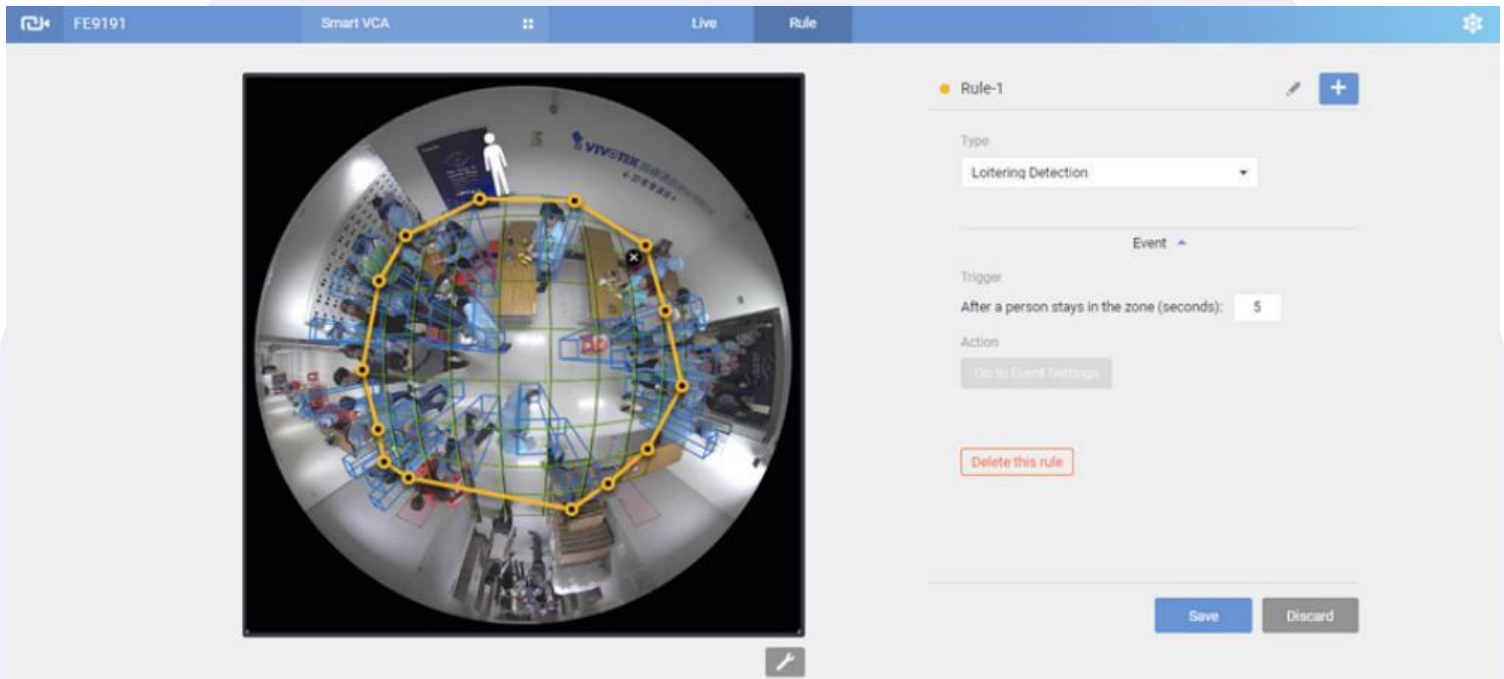 FE9191
Smart VCA
Live
Rule
VIVOTEK
Rule-1
Type
Loitering Detection
Event
Trigger
After a person stays in the zone (seconds): 5
Action
Go to Event Settings
Delete this rule
Save
Discard